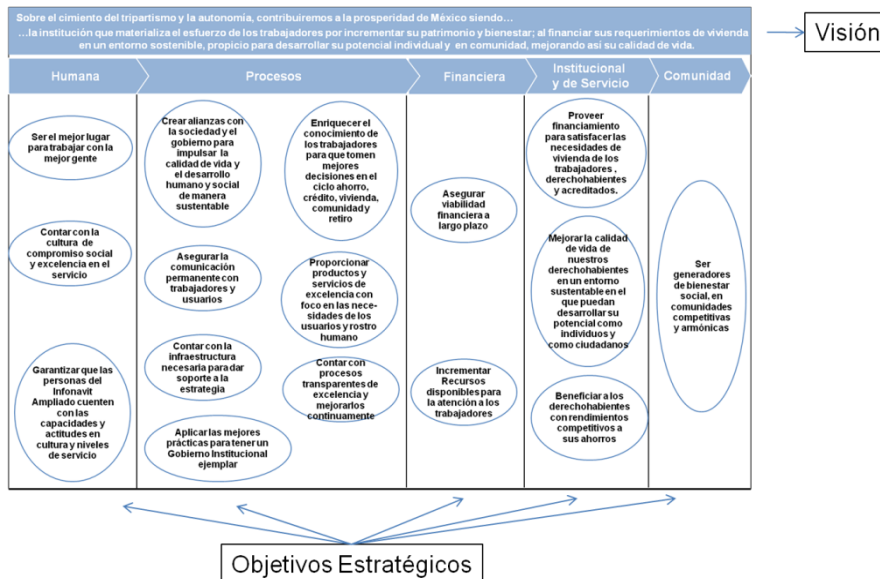 Sobre el cimiento del tripartismo y la autonomía, contribuiremos a la prosperidad de México siendo…
…la institución que materializa el esfuerzo de los trabajadores por incrementar su patrimonio y bienestar; al financiar sus requerimientos de vivienda
en un entorno sostenible, propicio para desarrollar su potencial individual y en comunidad, mejorando así su calidad de vida.
Visión
Humana
Procesos
Financiera
Institucional
y de Servicio
Comunidad
Ser el mejor lugar
para trabajar con la
mejor gente
Contar con la
cultura de
compromiso social
y excelencia en el
servicio
Garantizar que las
personas del
Infonavit
Ampliado cuenten
con las
capacidades y
actitudes en
cultura y niveles
de servicio
Crear alianzas con
la sociedad y el
gobierno para
impulsar la
calidad de vida y
el desarrollo
humano y social
de manera
sustentable
Asegurar la
comunicación
permanente con
trabajadores y
usuarios
Contar con la
infraestructura
necesaria para dar
soporte a la
estrategia
Aplicar las mejores
prácticas para tener un
Gobierno Institucional
ejemplar
Enriquecer el
conocimiento de
los trabajadores
para que tomen
mejores
decisiones en el
ciclo ahorro,
crédito, vivienda,
comunidad y
retiro
Proporcionar
productos y
servicios de
excelencia con
foco en las nece-
sidades de los
usuarios y rostro
humano
Contar con
procesos
transparentes de
excelencia y
mejorarlos
continuamente
Asegurar
viabilidad
financiera a
largo plazo
Incrementar
Recursos
disponibles para
la atención a los
trabajadores
Proveer
financiamiento
para satisfacer las
necesidades de
vivienda de los
trabajadores ,
derechohabientes
y acreditados.
Mejorar la calidad
de vida de
nuestros
derechohabientes
en un entorno
sustentable en el
que puedan
desarrollar su
potencial como
individuos y
como ciudadanos
Beneficiar a los
derechohabientes
con rendimientos
competitivos a
sus ahorros
Ser
generadores
de bienestar
social, en
comunidades
competitivas
y armónicas
Objetivos Estratégicos